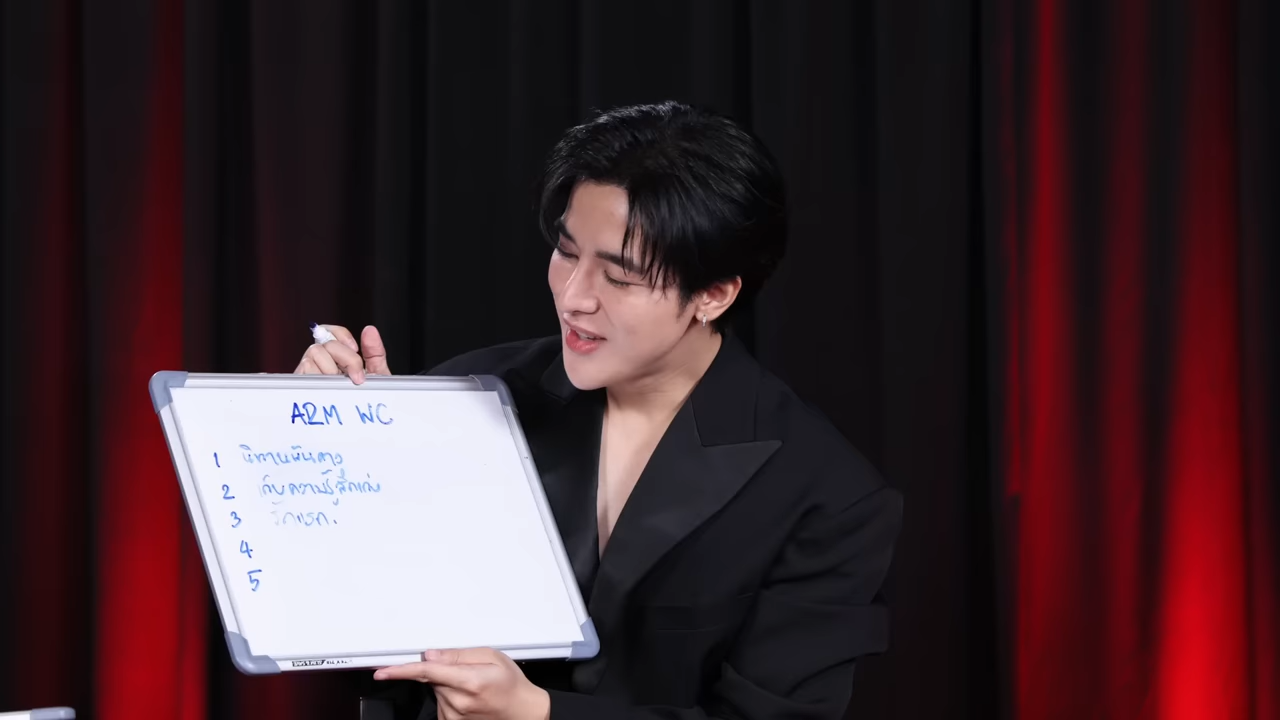 ARM WC
1 นิทานพันดาว
2 เก็บความรู้สึกเก่ง
3 รักแรก.
4
5